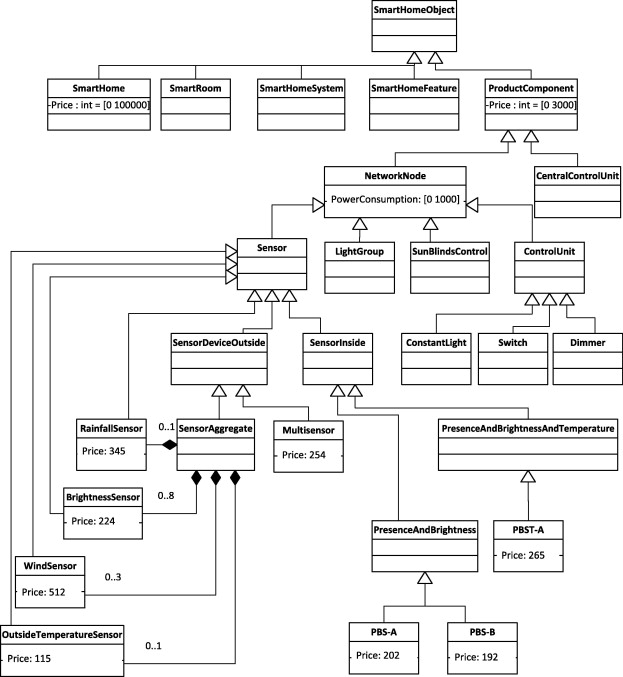 SmartHomeObject
SmartHome
-Price : int = [0 100000]
SmartRoom
SmartHomeSystem
SmartHomeFeature
ProductComponent
-Price : int = [0 3000]
NetworkNode
PowerConsumption: [0 1000]
CentralControlUnit
Sensor
LightGroup
SunBlindsControl
ControlUnit
SensorDeviceOutside
SensorInside
ConstantLight
Switch
Dimmer
RainfallSensor
Price: 345
0..1
SensorAggregate
Multisensor
Price: 254
PresenceAndBrightnessAndTemperature
BrightnessSensor
Price: 224
0..8
PresenceAndBrightness
PBST-A
Price: 265
WindSensor
Price: 512
0..3
OutsideTemperatureSensor
Price: 115
0..1
PBS-A
Price: 202
PBS-B
Price: 192